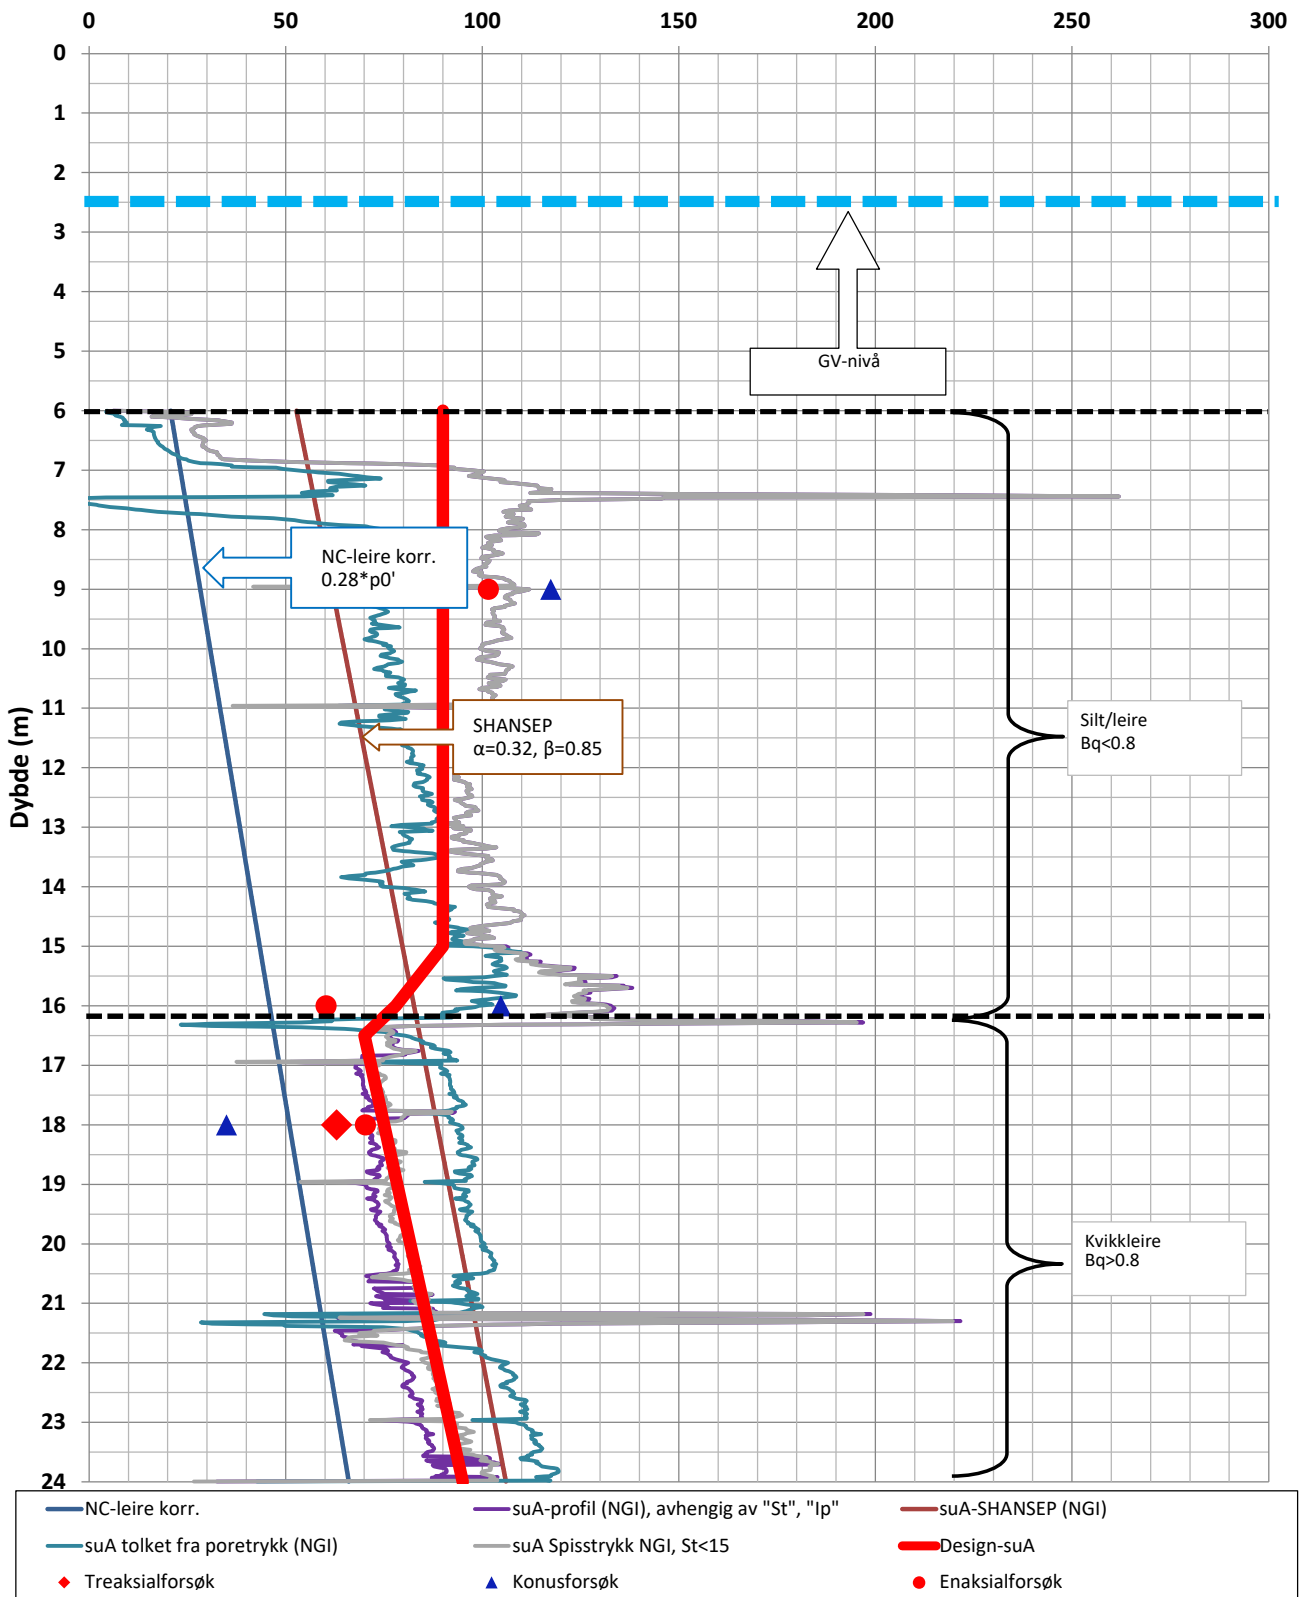 0 50 100 150 200 250 300
0
1
2
3
4
5
6
7
8
9
10
11
12
13
14
15
16
17
18
19
20
21
22
23
24
Dybde (m)
GV-nivå
NC-leire korr.
0.28*p0'
SHANSEP
α=0.32, β=0.85
Silt/leire
Bq<0.8
Kvikkleire
Bq>0.8
NC-leire korr.
suA-profil (NGI), avhengig av "St", "Ip"
suA-SHANSEP (NGI)
suA tolket fra poretrykk (NGI)
suA Spisstrykk NGI, St<15
Design-suA
Treaksialforsøk
Konusforsøk
Enaksialforsøk